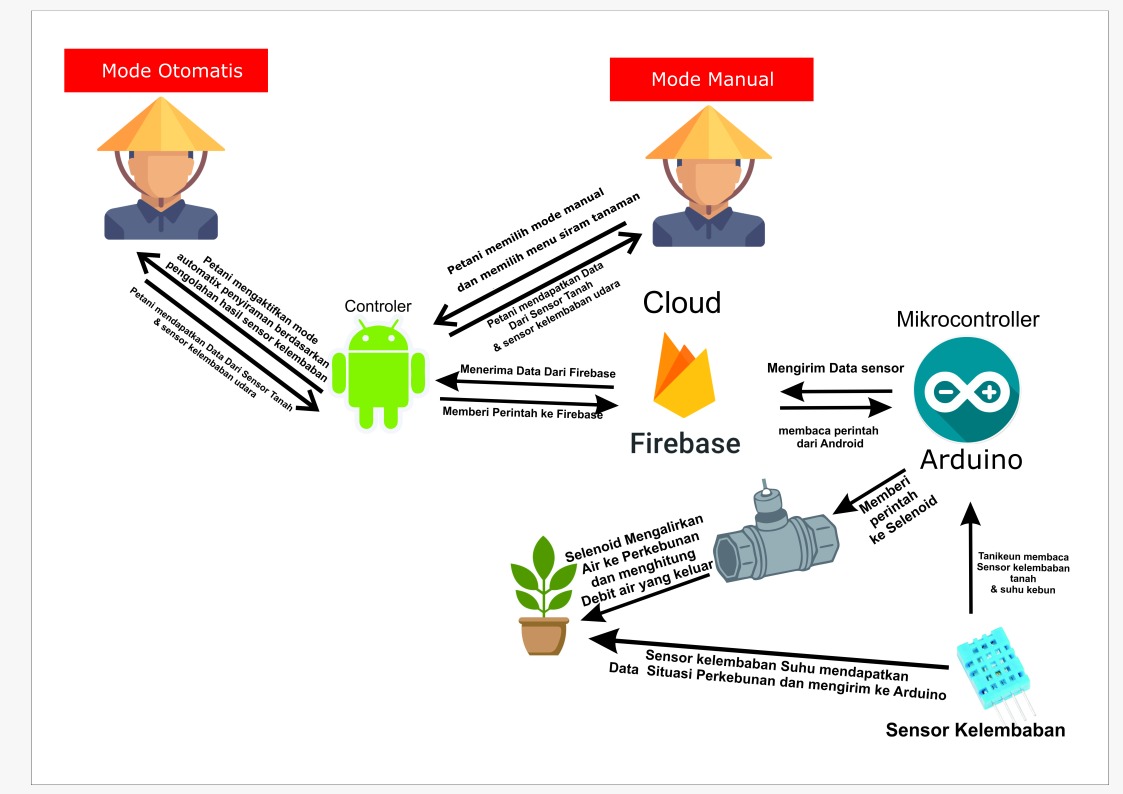 Mode Otomatis
Mode Manual
Petani memilih mode manual
dan memilih menu siram tanaman
Petani mendapatkan Data
Dari Sensor Tanah
& sensor kelembaban udara
Petani mengaktifkan mode
automatix penyiraman berdasarkan
pengolahan hasil sensor kelembaban
Petani mendapatkan Data Dari Sensor Tanah
& sensor kelembaban udara
Controler
Cloud
Menerima Data Dari Firebase
Memberi Perintah ke Firebase
Firebase
Mikrocontroller
Mengirim Data sensor
membaca perintah
dari Android
Arduino
Memberi
perintah
ke Selenoid
Selenoid Mengalirkan
Air ke Perkebunan
dan menghitung
Debit air yang keluar
Tanikeun membaca
Sensor kelembaban
tanah
& suhu kebun
Sensor kelembaban Suhu mendapatkan
Data Situasi Perkebunan dan mengirim ke Arduino
Sensor Kelembaban